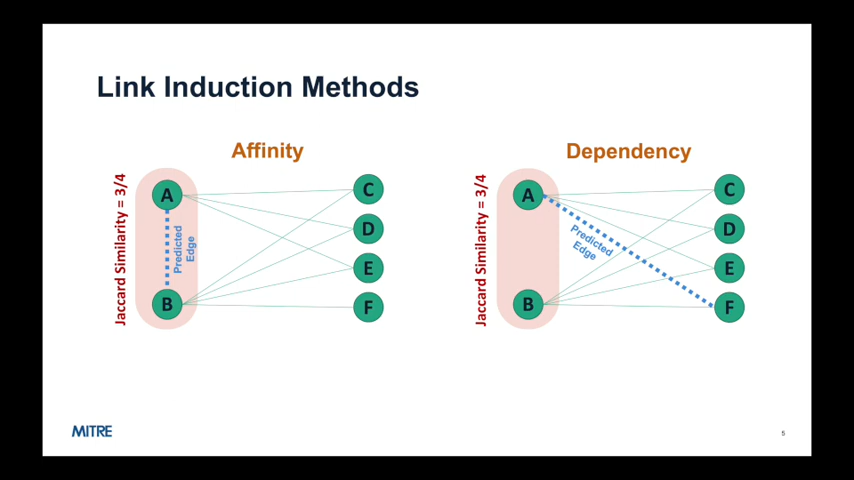 Link Induction Methods
Affinity
Jaccard Similarity = 3/4
A
B
Predicted
Edge
C
D
E
F
Dependency
Jaccard Similarity = 3/4
A
B
Predicted
Edge
C
D
E
F
MITRE
5